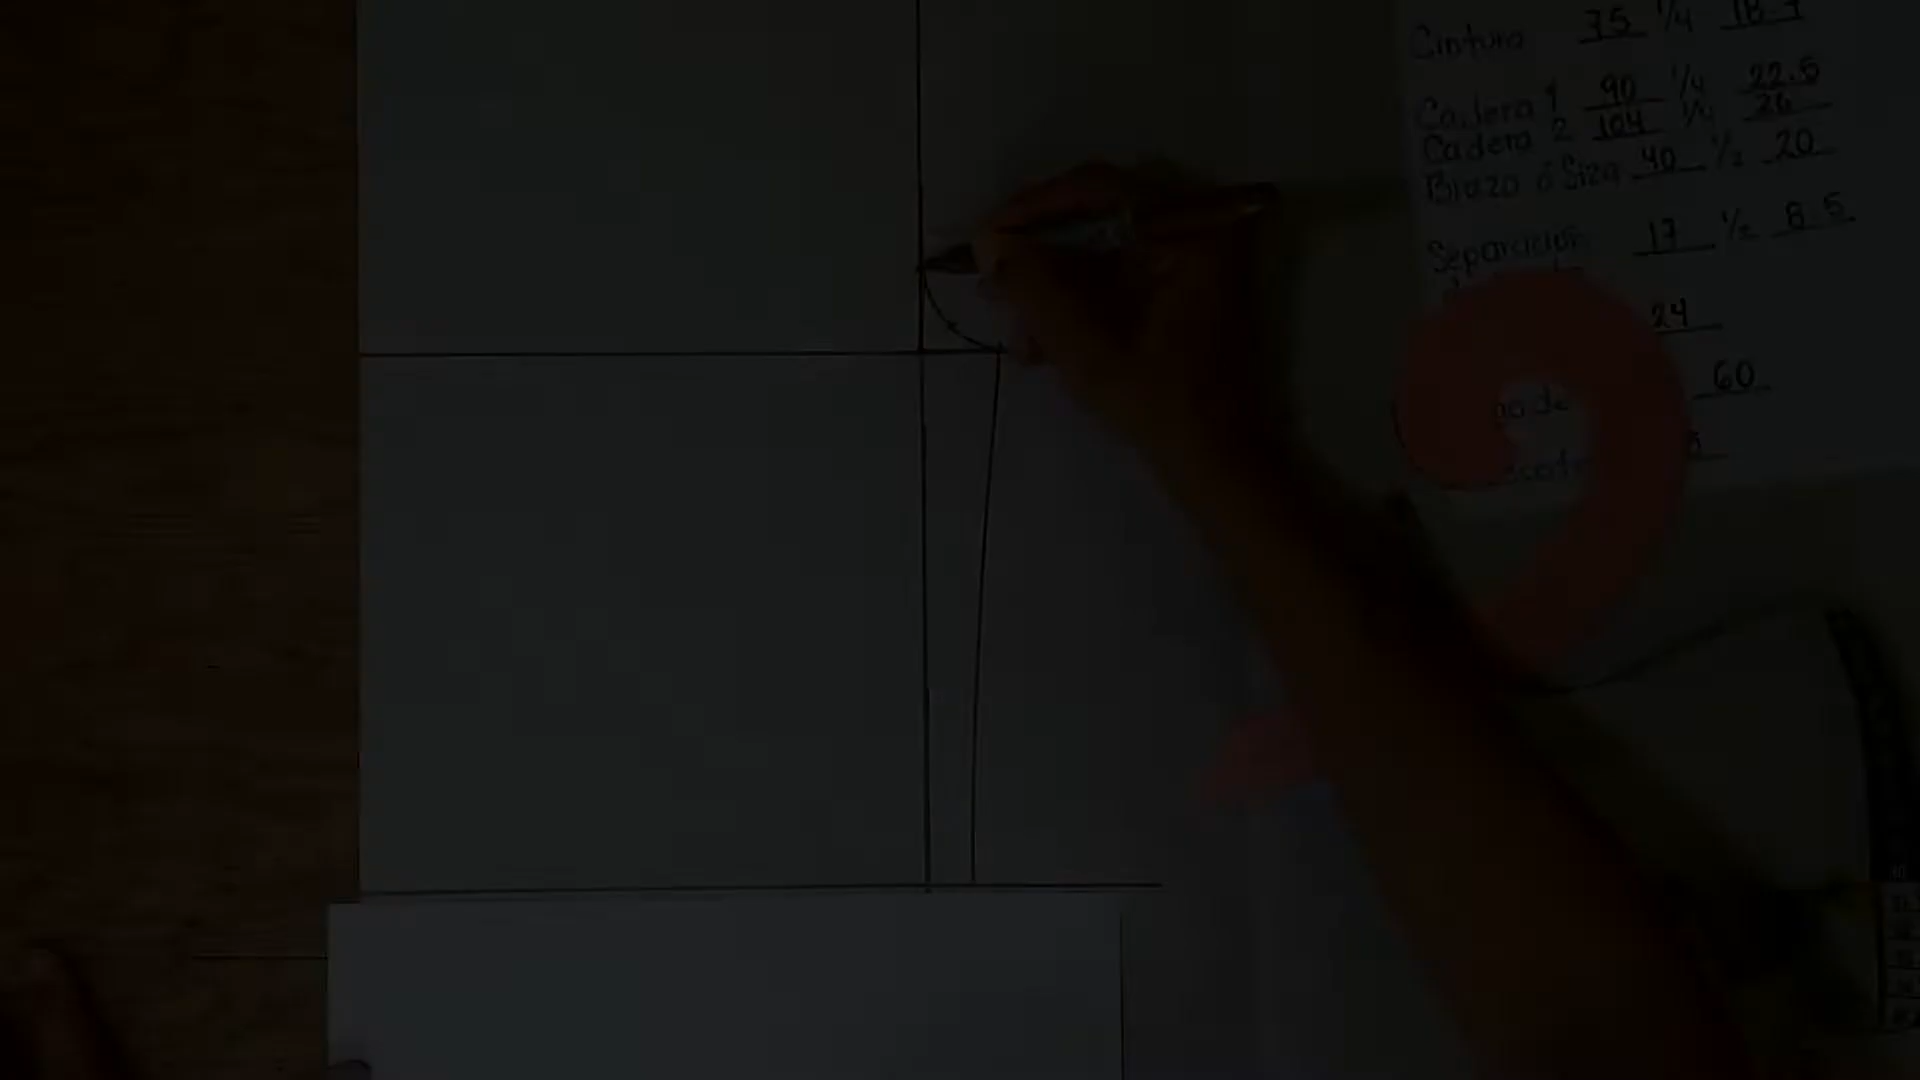 Cintura 75 1/4 18.7
Cadera 1 90 1/4 22.5
Cadera 2 104 1/4 26
Brazo ó Siza 40 1/2 20
Separación 17 1/2 8.5
24
60